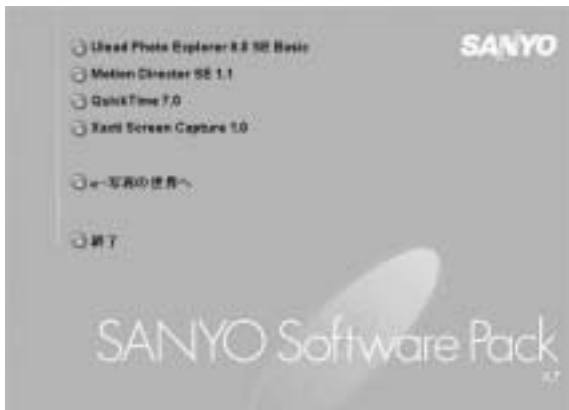 Ulead Photo Explorer 8.0 SE Basic
SANYO
Motion Director SE 1.1
QuickTime 7.0
Xacti Screen Capture 1.0
e-写真の世界へ
終了
SANYO Software Pack